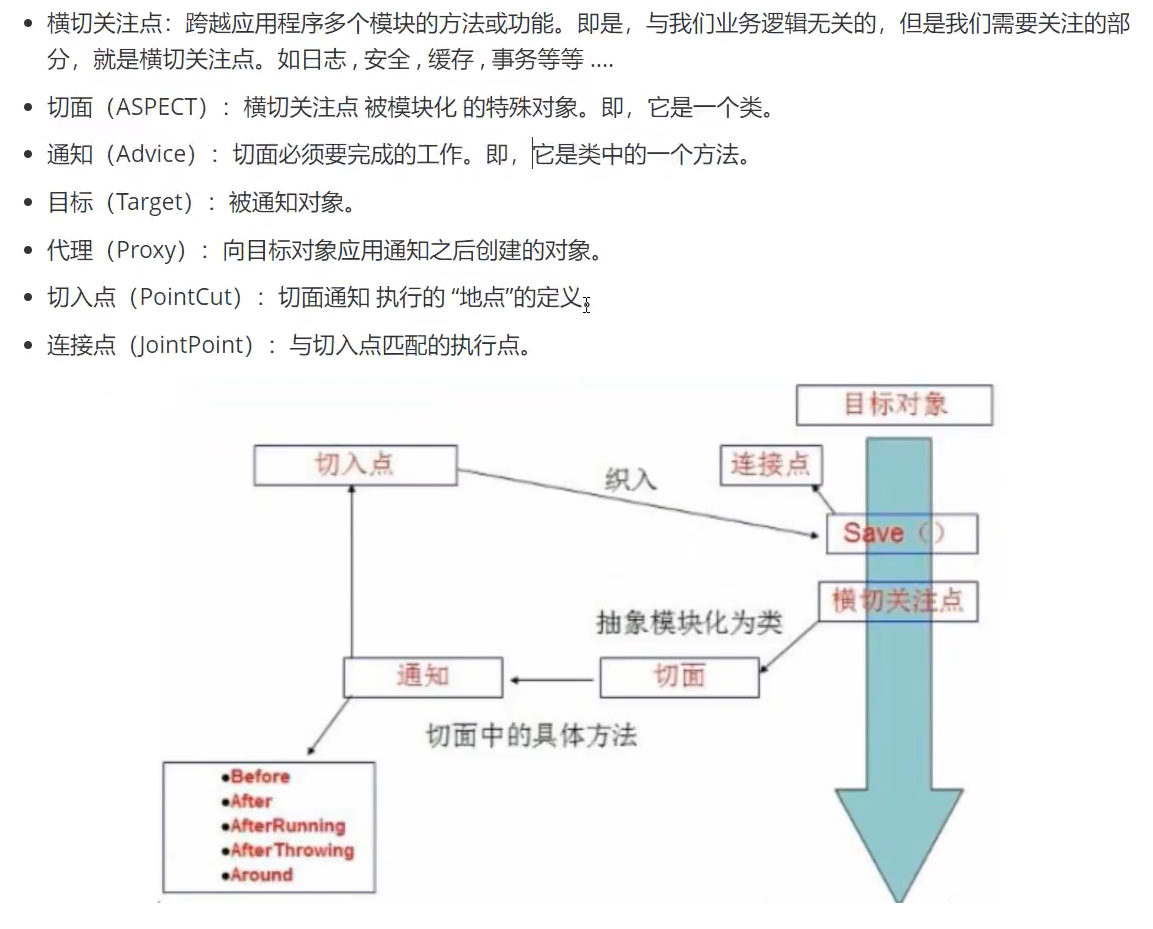 横切关注点：跨越应用程序多个模块的方法或功能。即是，与我们业务逻辑无关的，但是我们需要关注的部
分，就是横切关注点。如日志 , 安全 , 缓存 , 事务等等 ....
切面（ASPECT）：横切关注点 被模块化 的特殊对象。即，它是一个类。
通知（Advice）：切面必须要完成的工作。即，它是类中的一个方法。
目标（Target）：被通知对象。
代理（Proxy）：向目标对象应用通知之后创建的对象。
切入点（PointCut）：切面通知 执行的 “地点”的定义。
连接点（JointPoint）：与切入点匹配的执行点。
目标对象
切入点
织入
连接点
Save（）
横切关注点
抽象模块化为类
通知
切面
切面中的具体方法
●Before
●After
●AfterRunning
●AfterThrowing
●Around